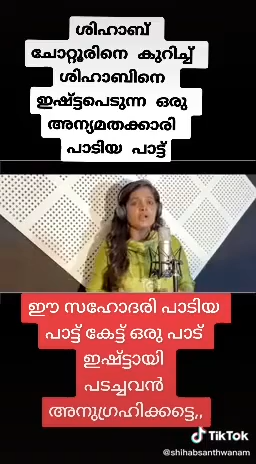 ശിഹാബ്
ചോറ്റൂരിനെ കുറിച്ച്
ശിഹാബിനെ
ഇഷ്ട്ടപെടുന്ന ഒരു
അന്യമതക്കാരി
പാടിയ പാട്ട്
ഈ സഹോദരി പാടിയ
പാട്ട് കേട്ട് ഒരു പാട്
ഇഷ്ട്ടായി
പടച്ചവൻ
അനുഗ്രഹിക്കട്ടെ,,
TikTok
@shihabsanthwanam